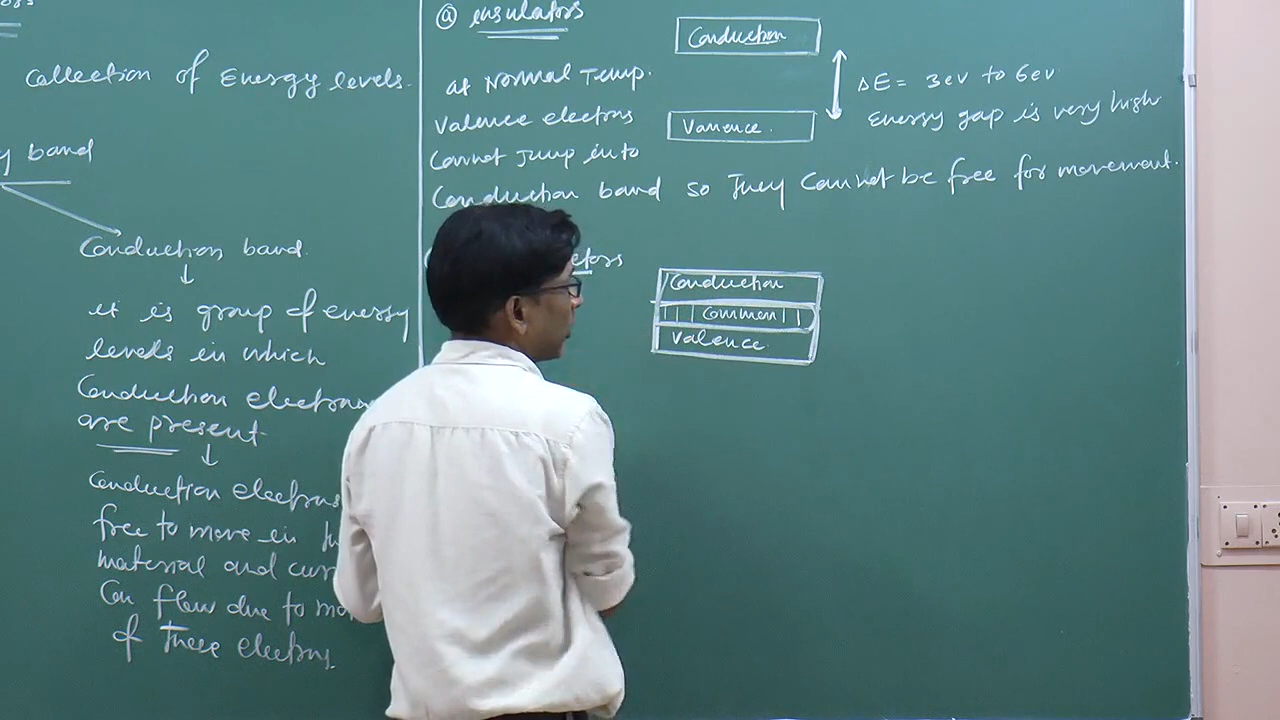 Collection of Energy levels.
y band
Conduction band.
↓
it is group of energy
levels in which
Conduction electrons
are present
↓
Conduction electrons
free to move in
material and
Can flow due to
of These electrons.
ⓐ insulators
at Normal Temp.
Valence electrons
Cannot Jump into
Conduction band so They Cannot be free for movement.
Conduction
Vanence.
ΔE = 3ev to 6ev
Energy gap is very high
Conduction
Common
Valence.